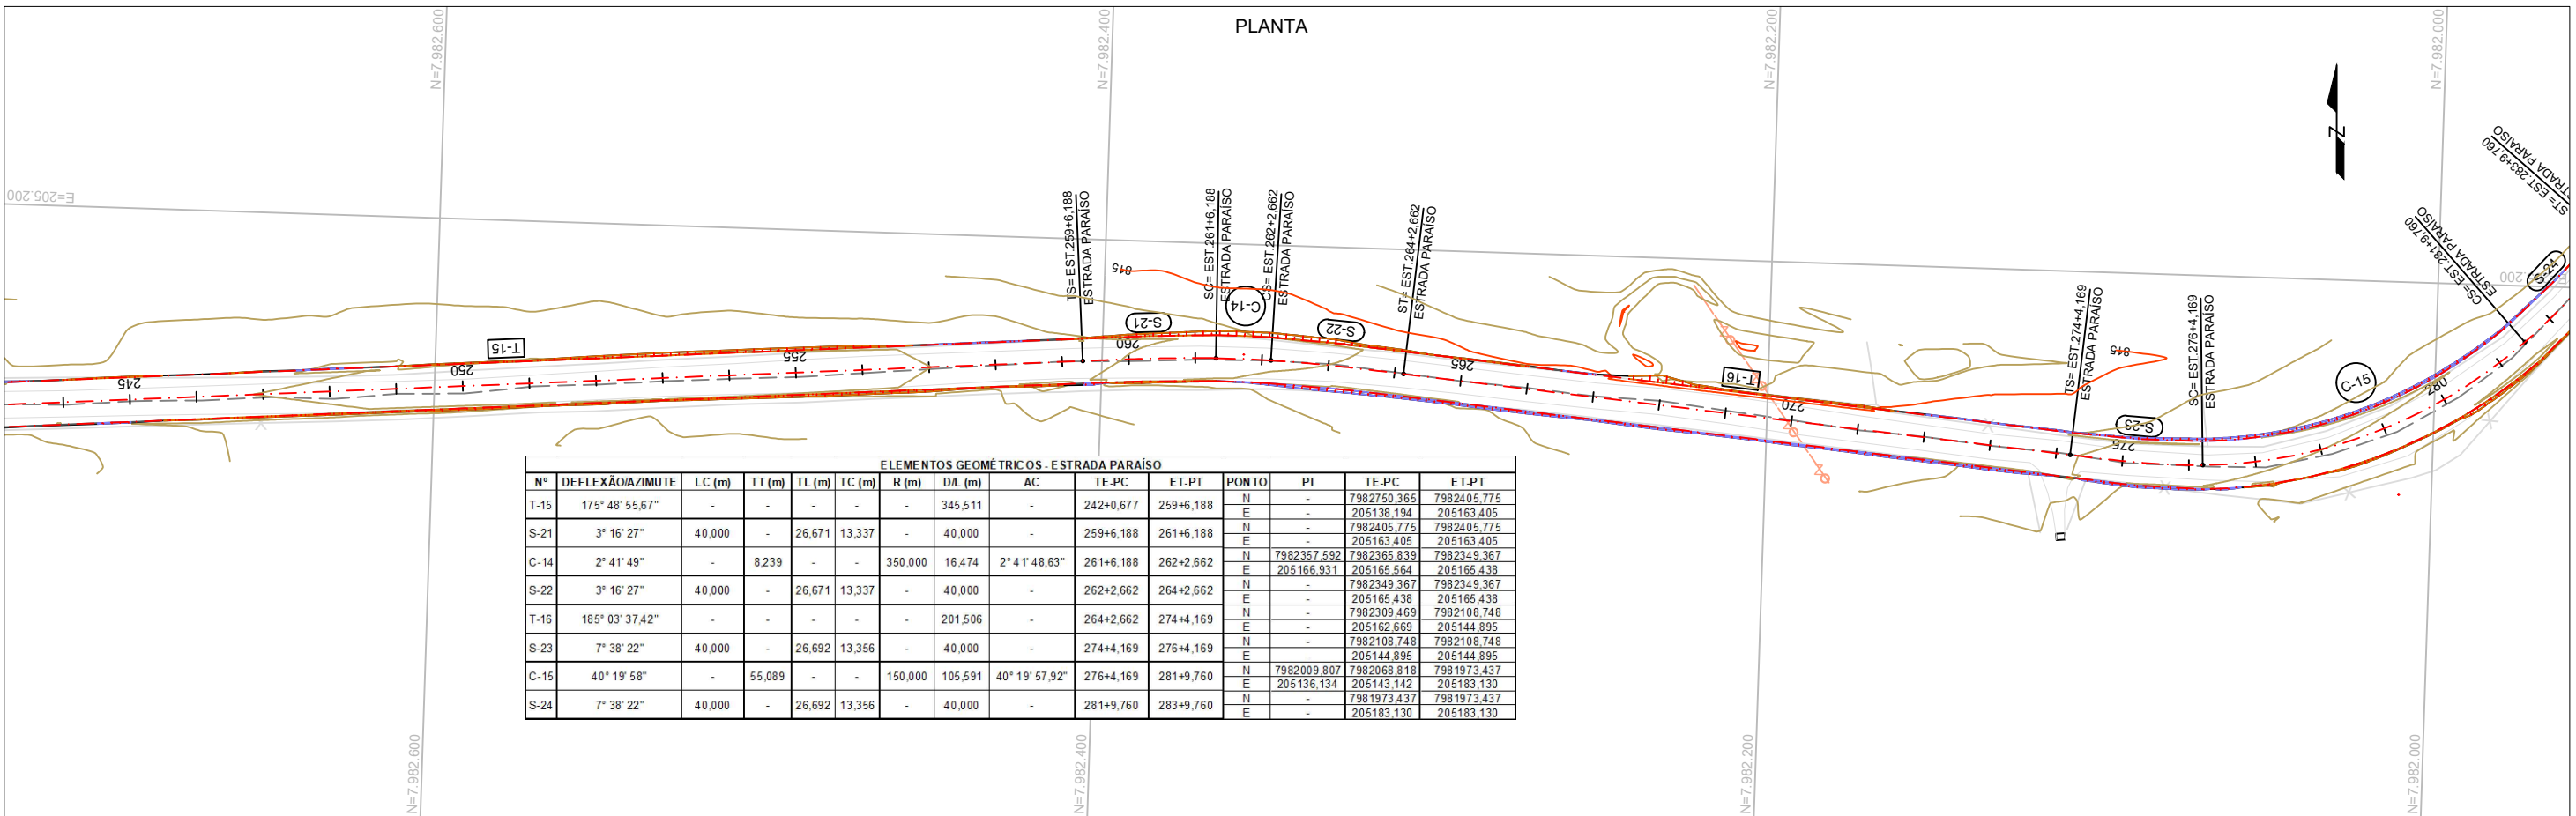 PLANTA
N=7.982.600
N=7.982.400
N=7.982.200
N=7.982.000
E=205.200
TS= EST.259+6,188
ESTRADA PARAÍSO
SC= EST.261+6,188
ESTRADA PARAÍSO
CS= EST.262+2,662
ESTRADA PARAÍSO
ST= EST.264+2,662
ESTRADA PARAÍSO
TS= EST.274+4,169
ESTRADA PARAÍSO
SC= EST.276+4,169
ESTRADA PARAÍSO
CS= EST.281+9,760
ESTRADA PARAÍSO
ST= EST.283+9,760
Z
815
815
T-15
S-21
C-14
S-22
T-16
S-23
C-15
S-24
245
250
255
260
265
270
275
280
ELEMENTOS GEOMÉTRICOS - ESTRADA PARAÍSO
Nº DEFLEXÃO/AZIMUTE LC (m) TT (m) TL (m) TC (m) R (m) D/L (m) AC TE-PC ET-PT PONTO PI TE-PC ET-PT
T-15 175° 48' 55,67" - - - - - 345,511 - 242+0,677 259+6,188 N - 7982750,365 7982405,775
E - 205138,194 205163,405
S-21 3° 16' 27" 40,000 - 26,671 13,337 - 40,000 - 259+6,188 261+6,188 N - 7982405,775 7982405,775
E - 205163,405 205163,405
C-14 2° 41' 49" - 8,239 - - 350,000 16,474 2° 41' 48,63" 261+6,188 262+2,662 N 7982357,592 7982365,839 7982349,367
E 205166,931 205165,564 205165,438
S-22 3° 16' 27" 40,000 - 26,671 13,337 - 40,000 - 262+2,662 264+2,662 N - 7982349,367 7982349,367
E - 205165,438 205165,438
T-16 185° 03' 37,42" - - - - - 201,506 - 264+2,662 274+4,169 N - 7982309,469 7982108,748
E - 205162,669 205144,895
S-23 7° 38' 22" 40,000 - 26,692 13,356 - 40,000 - 274+4,169 276+4,169 N - 7982108,748 7982108,748
E - 205144,895 205144,895
C-15 40° 19' 58" - 55,089 - - 150,000 105,591 40° 19' 57,92" 276+4,169 281+9,760 N 7982009,807 7982068,818 7981973,437
E 205136,134 205143,142 205183,130
S-24 7° 38' 22" 40,000 - 26,692 13,356 - 40,000 - 281+9,760 283+9,760 N - 7981973,437 7981973,437
E - 205183,130 205183,130
N=7.982.600
N=7.982.400
N=7.982.200
N=7.982.000